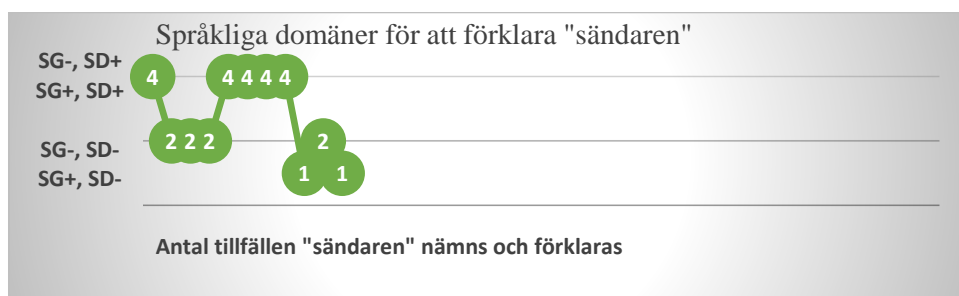 Språkliga domäner för att förklara "sändaren"
SG-, SD+
SG+, SD+
SG-, SD-
SG+, SD-
4 2 2 2 4 4 4 4 1 2 1
Antal tillfällen "sändaren" nämns och förklaras